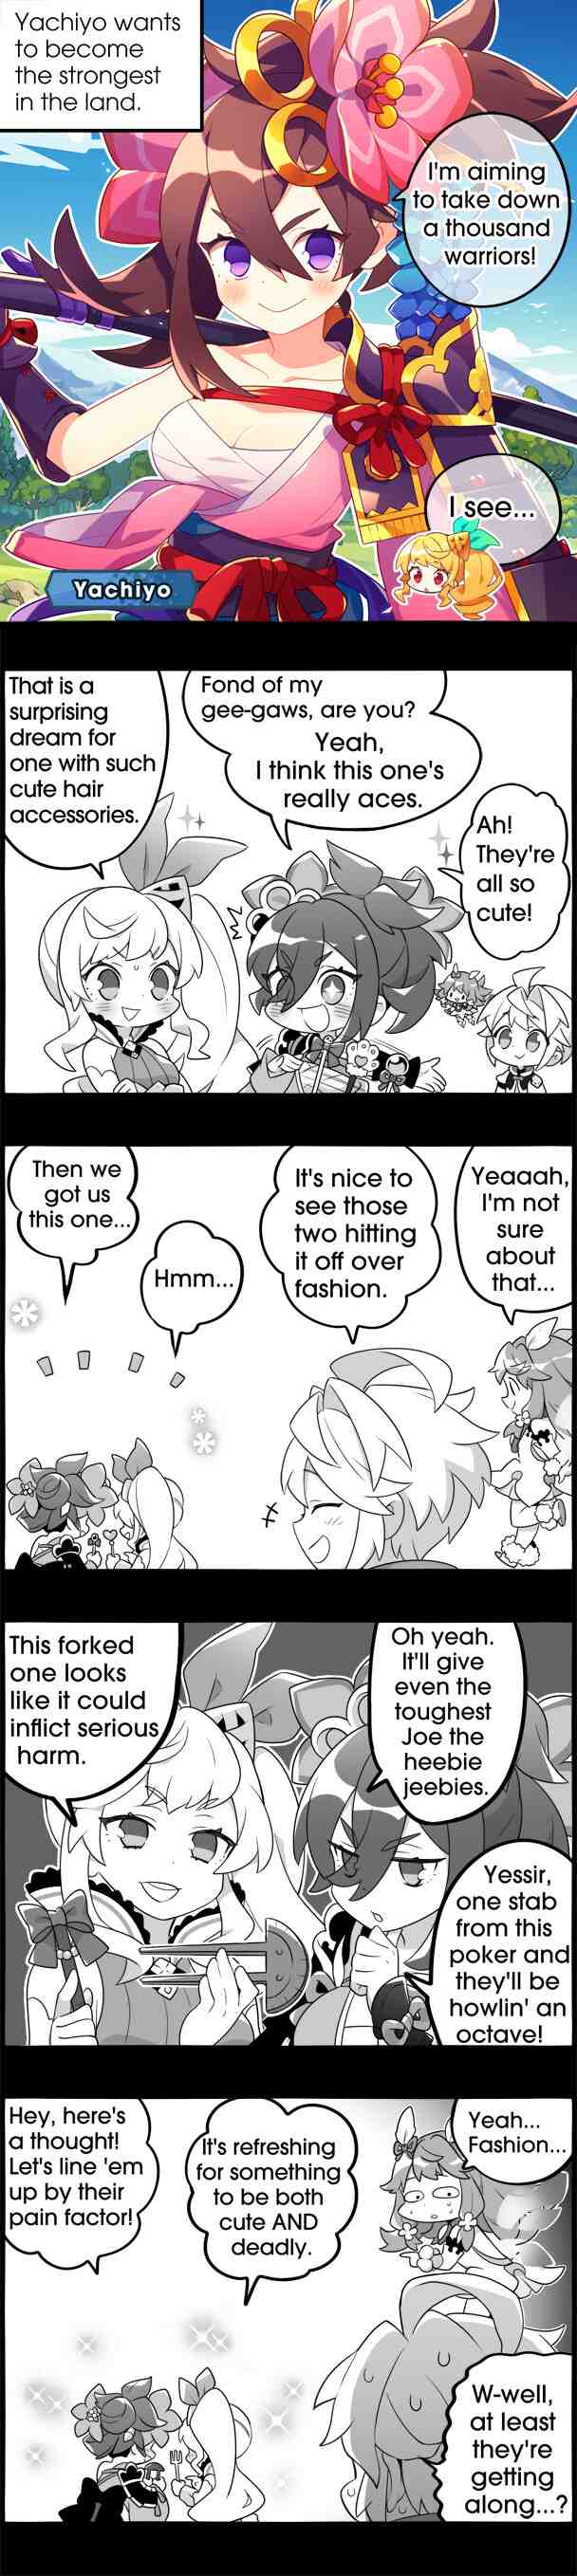 Yachiyo wants
to become
the strongest
in the land.
I'm aiming
to take down
a thousand
warriors!
I see...
Yachiyo
That is a
surprising
dream for
one with such
cute hair
accessories.
Fond of my
gee-gaws, are you?
Yeah,
I think this one's
really aces.
Ah!
They're
all so
cute!
Then we
got us
this one...
Hmm...
It's nice to
see those
two hitting
it off over
fashion.
Yeaaah,
I'm not
sure
about
that...
This forked
one looks
like it could
inflict serious
harm.
Oh yeah.
It'll give
even the
toughest
Joe the
heebie
jeebies.
Yessir,
one stab
from this
poker and
they'll be
howlin' an
octave!
Hey, here's
a thought!
Let's line 'em
up by their
pain factor!
It's refreshing
for something
to be both
cute AND
deadly.
Yeah...
Fashion...
W-well,
at least
they're
getting
along...?